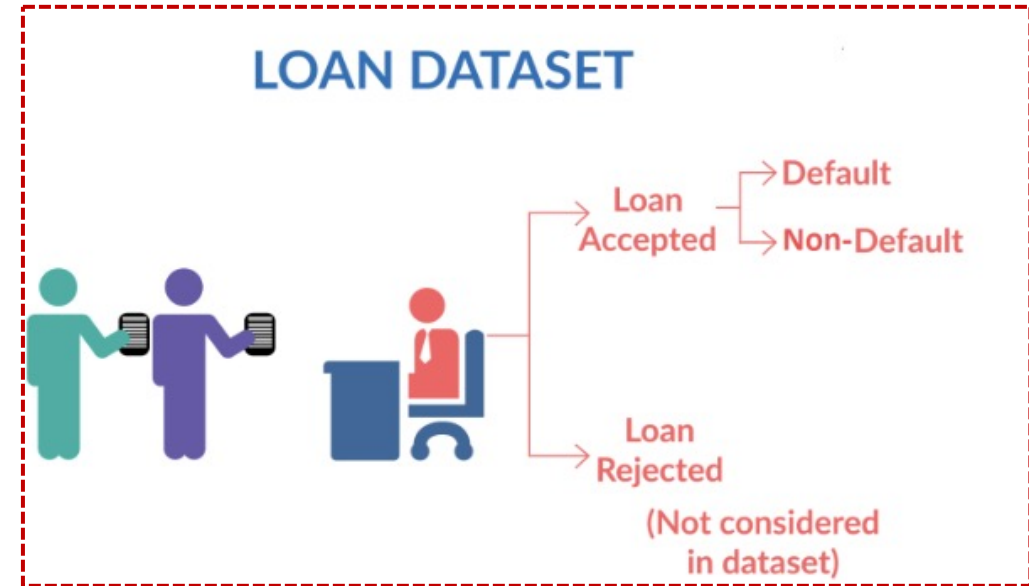 LOAN DATASET
Default
Loan
Accepted
Non-Default
Loan
Rejected
(Not considered
in dataset)